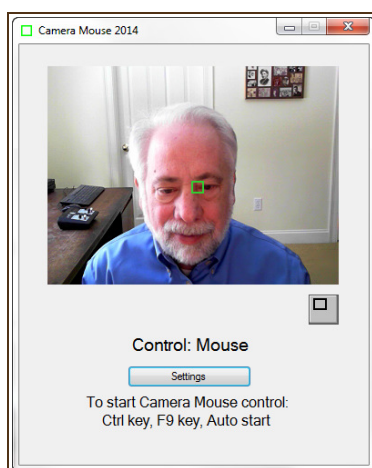 Camera Mouse 2014
Control: Mouse
Settings
To start Camera Mouse control:
Ctrl key, F9 key, Auto start